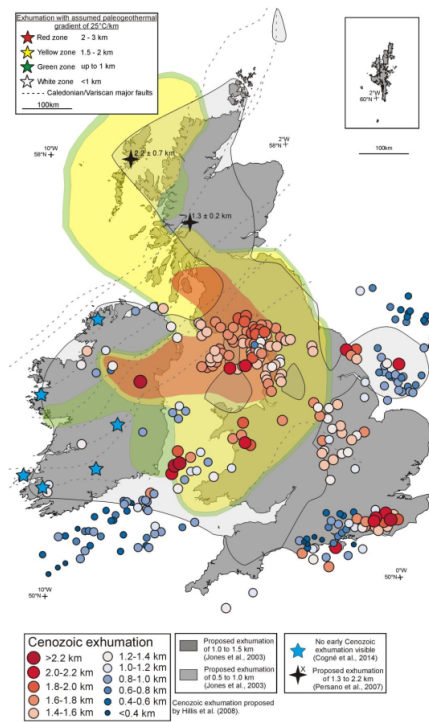 Exhumation with assumed paleogeothermal
gradient of 25°C/km
Red zone 2 - 3 km
Yellow zone 1.5 - 2 km
Green zone up to 1 km
White zone <1 km
Caledonian/Variscan major faults
100km
2°W
60°N
100km
10°W
58°N
2°W
58°N
2.2 ± 0.7 km
1.3 ± 0.2 km
10°W
50°N
0°W
50°N
Cenozoic exhumation
>2.2 km
2.0-2.2 km
1.8-2.0 km
1.6-1.8 km
1.4-1.6 km
1.2-1.4 km
1.0-1.2 km
0.8-1.0 km
0.6-0.8 km
0.4-0.6 km
<0.4 km
Proposed exhumation
of 1.0 to 1.5 km
(Jones et al., 2003)
Proposed exhumation
of 0.5 to 1.0 km
(Jones et al., 2003)
Cenozoic exhumation
proposed by Hillis et al. (2008).
No early Cenozoic
exhumation visible
(Cogné et al., 2014)
X
Proposed exhumation
of 1.3 to 2.2 km
(Persano et al., 2007)